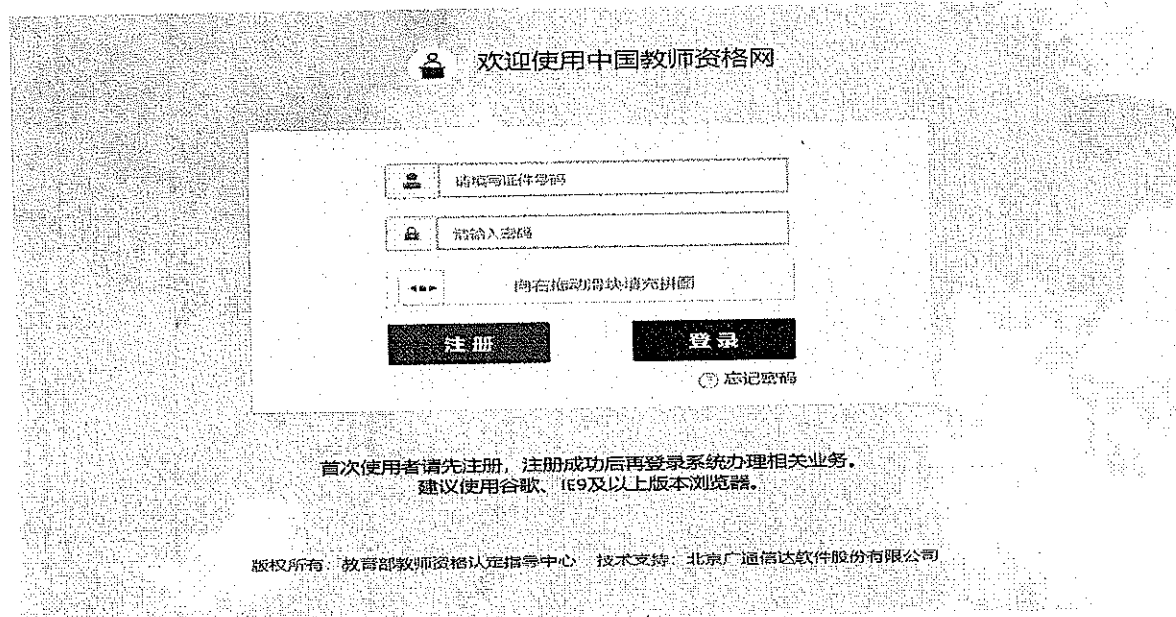 欢迎使用中国教师资格网
请填写证件号码
请输入密码
向右拖动滑块填充拼图
注册
登录
? 忘记密码
首次使用者请先注册，注册成功后再登录系统办理相关业务。
建议使用谷歌、IE9及以上版本浏览器。
版权所有：教育部教师资格认定指导中心 技术支持：北京广通信达软件股份有限公司